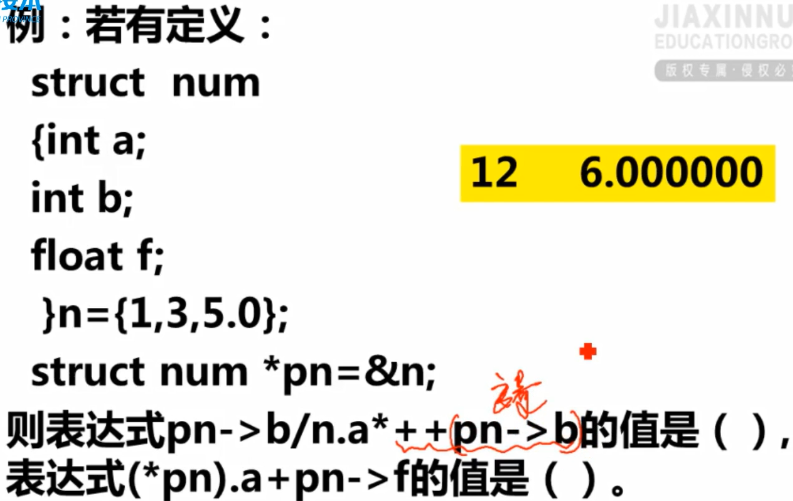 例：若有定义：
struct num
{int a;
int b;
float f;
}n={1,3,5.0};
struct num *pn=&n;
则表达式pn->b/n.a*++pn->b的值是（ ）,
表达式(*pn).a+pn->f的值是（ ）。
12 6.000000
JIAXINNU
EDUCATIONGRO
版权专属·侵权必